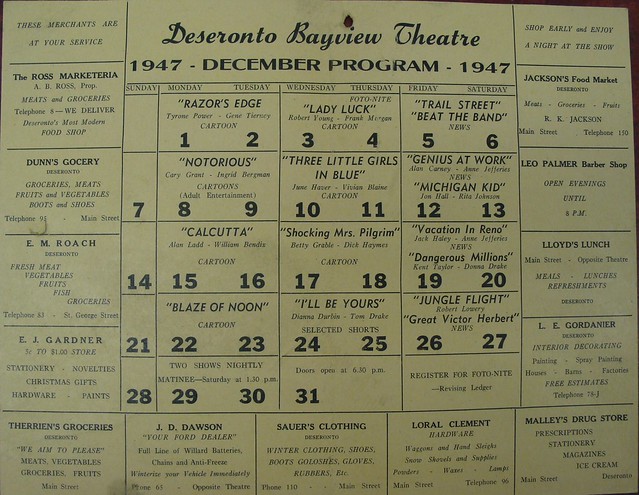 THESE MERCHANTS ARE
AT YOUR SERVICE
Deseronto Bayview Theatre
1947 - DECEMBER PROGRAM - 1947
SHOP EARLY and ENJOY
A NIGHT AT THE SHOW
The ROSS MARKETERIA
A. B. ROSS, Prop.
MEATS and GROCERIES
Telephone 8 — WE DELIVER
Deseronto's Most Modern
FOOD SHOP
DUNN'S GOCERY
DESERONTO
GROCERIES, MEATS
FRUITS and VEGETABLES
BOOTS and SHOES
Telephone 95 - Main Street
E. M. ROACH
DESERONTO
FRESH MEAT
VEGETABLES
FRUITS
FISH
GROCERIES
Telephone 83 - St. George Street
E. J. GARDNER
5c TO $1.00 STORE
STATIONERY - NOVELTIES
CHRISTMAS GIFTS
HARDWARE - PAINTS
SUNDAY MONDAY TUESDAY WEDNESDAY THURSDAY FRIDAY SATURDAY
"RAZOR'S EDGE"
Tyrone Power - Gene Tierney
CARTOON
1 2
FOTO-NITE
"LADY LUCK"
Robert Young - Frank Morgan
CARTOON
3 4
"TRAIL STREET"
"BEAT THE BAND"
NEWS
5 6
7
"NOTORIOUS"
Cary Grant - Ingrid Bergman
CARTOONS
(Adult Entertainment)
8 9
"THREE LITTLE GIRLS
IN BLUE"
June Haver - Vivian Blaine
CARTOON
10 11
"GENIUS AT WORK"
Alan Carney - Anne Jefferies
NEWS
"MICHIGAN KID"
Jon Hall - Rita Johnson
12 13
14
"CALCUTTA"
Alan Ladd - William Bendix
CARTOON
15 16
"Shocking Mrs. Pilgrim"
Betty Grable - Dick Haymes
CARTOON
17 18
"Vacation In Reno"
Jack Haley - Anne Jefferies
NEWS
"Dangerous Millions"
Kent Taylor - Donna Drake
19 20
21
"BLAZE OF NOON"
CARTOON
22 23
"I'LL BE YOURS"
Dianna Durbin - Tom Drake
SELECTED SHORTS
24 25
"JUNGLE FLIGHT"
Robert Lowery
"Great Victor Herbert"
NEWS
26 27
28
TWO SHOWS NIGHTLY
MATINEE—Saturday at 1.30 p.m.
29 30
Doors open at 6.30 p.m.
31
REGISTER FOR FOTO-NITE
—Revising Ledger
JACKSON'S Food Market
DESERONTO
Meats - Groceries - Fruits
R. K. JACKSON
Main Street Telephone 110
LEO PALMER Barber Shop
OPEN EVENINGS
UNTIL
8 P.M.
LLOYD'S LUNCH
Main Street - Opposite Theatre
MEALS - LUNCHES
REFRESHMENTS
DESERONTO
L. E. GORDANIER
DESERONTO
INTERIOR DECORATING
Painting - Spray Painting
Houses - Barns - Factories
FREE ESTIMATES
Telephone 78-J
THERRIEN'S GROCERIES
DESERONTO
"WE AIM TO PLEASE"
MEATS, VEGETABLES
GROCERIES, FRUITS
Main Street
J. D. DAWSON
"YOUR FORD DEALER"
Full Line of Willard Batteries,
Chains and Anti-Freeze
Winterize your Vehicle Immediately
Phone - Opposite Theatre
SAUER'S CLOTHING
DESERONTO
WINTER CLOTHING, SHOES,
BOOTS GOLOSHES, GLOVES,
RUBBERS, Etc.
Phone 110 - Main Street
LORAL CLEMENT
HARDWARE
Waggons and Hand Sleighs
Snow Shovels and Supplies
Powders - Waxes - Lamps
Main Street Telephone 96
MALLEY'S DRUG STORE
PRESCRIPTIONS
STATIONERY
MAGAZINES
ICE CREAM
Main Street Deseronto